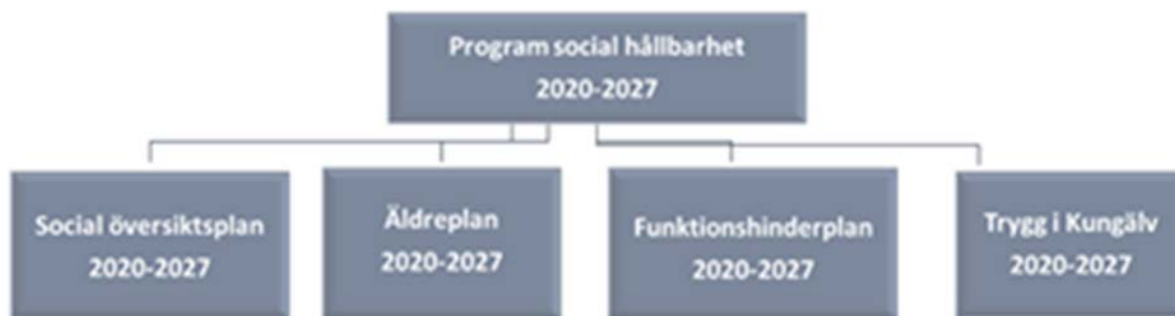 Program social hållbarhet
2020-2027
Social översiktsplan
2020-2027
Äldreplan
2020-2027
Funktionshinderplan
2020-2027
Trygg i Kungälv
2020-2027